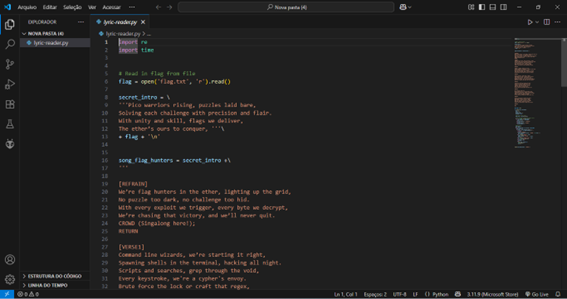 Arquivo Editar Seleção Ver Acessar ··· Nova pasta (4)
EXPLORADOR ···
NOVA PASTA (4)
lyric-reader.py
lyric-reader.py
lyric-reader.py > ...
1 import re
2 import time
3
4
5 # Read in flag from file
6 flag = open('flag.txt', 'r').read()
7
8 secret_intro = \
9 '''Pico warriors rising, puzzles laid bare,
10 Solving each challenge with precision and flair.
11 With unity and skill, flags we deliver,
12 The ether's ours to conquer, '''\
13 + flag + '\n'
14
15
16 song_flag_hunters = secret_intro +\
17 '''
18
19 [REFRAIN]
20 We're flag hunters in the ether, lighting up the grid,
21 No puzzle too dark, no challenge too hid.
22 With every exploit we trigger, every byte we decrypt,
23 We're chasing that victory, and we'll never quit.
24 CROWD (Singalong here!);
25 RETURN
26
27 [VERSE1]
28 Command line wizards, we're starting it right,
29 Spawning shells in the terminal, hacking all night.
30 Scripts and searches, grep through the void,
31 Every keystroke, we're a cypher's envoy.
32 Brute force the lock or craft that regex,
ESTRUTURA DO CÓDIGO
LINHA DO TEMPO
0 0
Ln 1, Col 1 Espaços: 2 UTF-8 LF Python 3.11.9 (Microsoft Store) Go Live